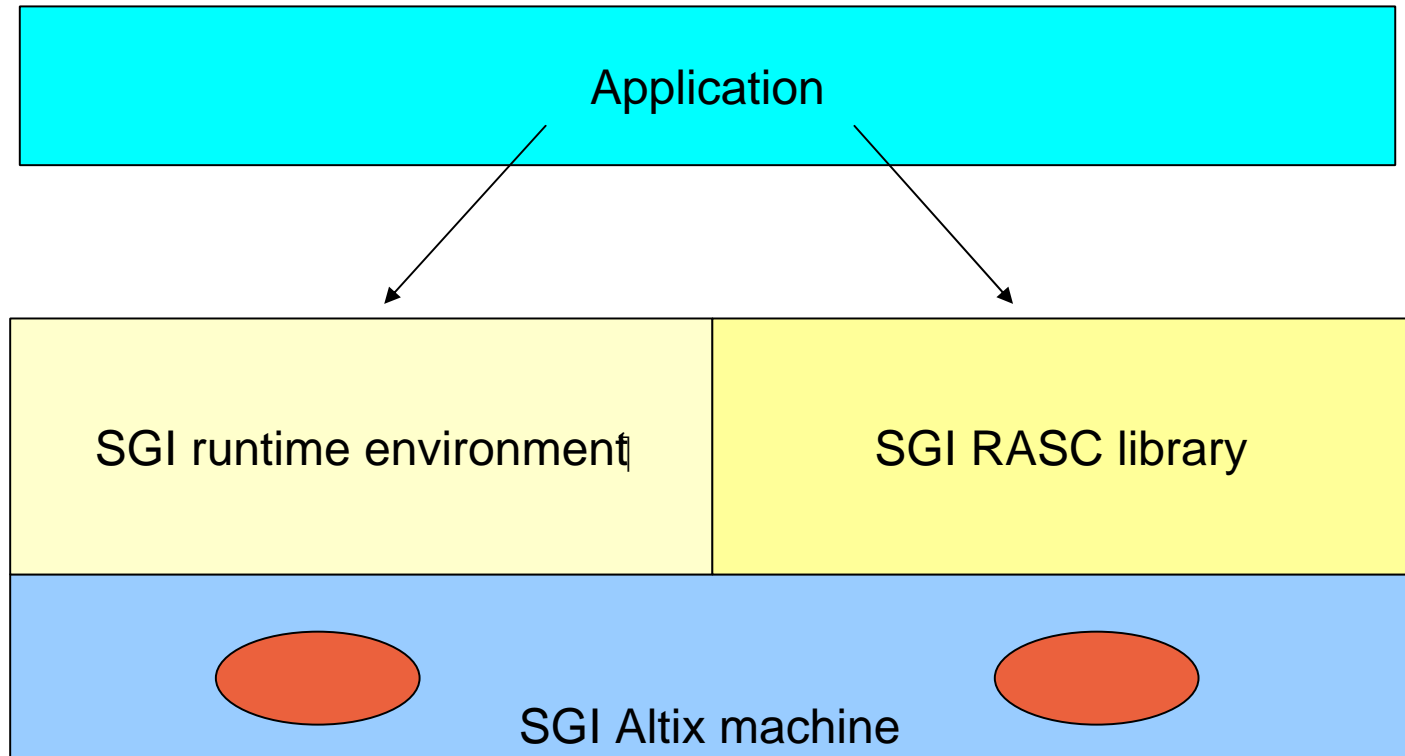 Application
SGI runtime environment
SGI RASC library
SGI Altix machine